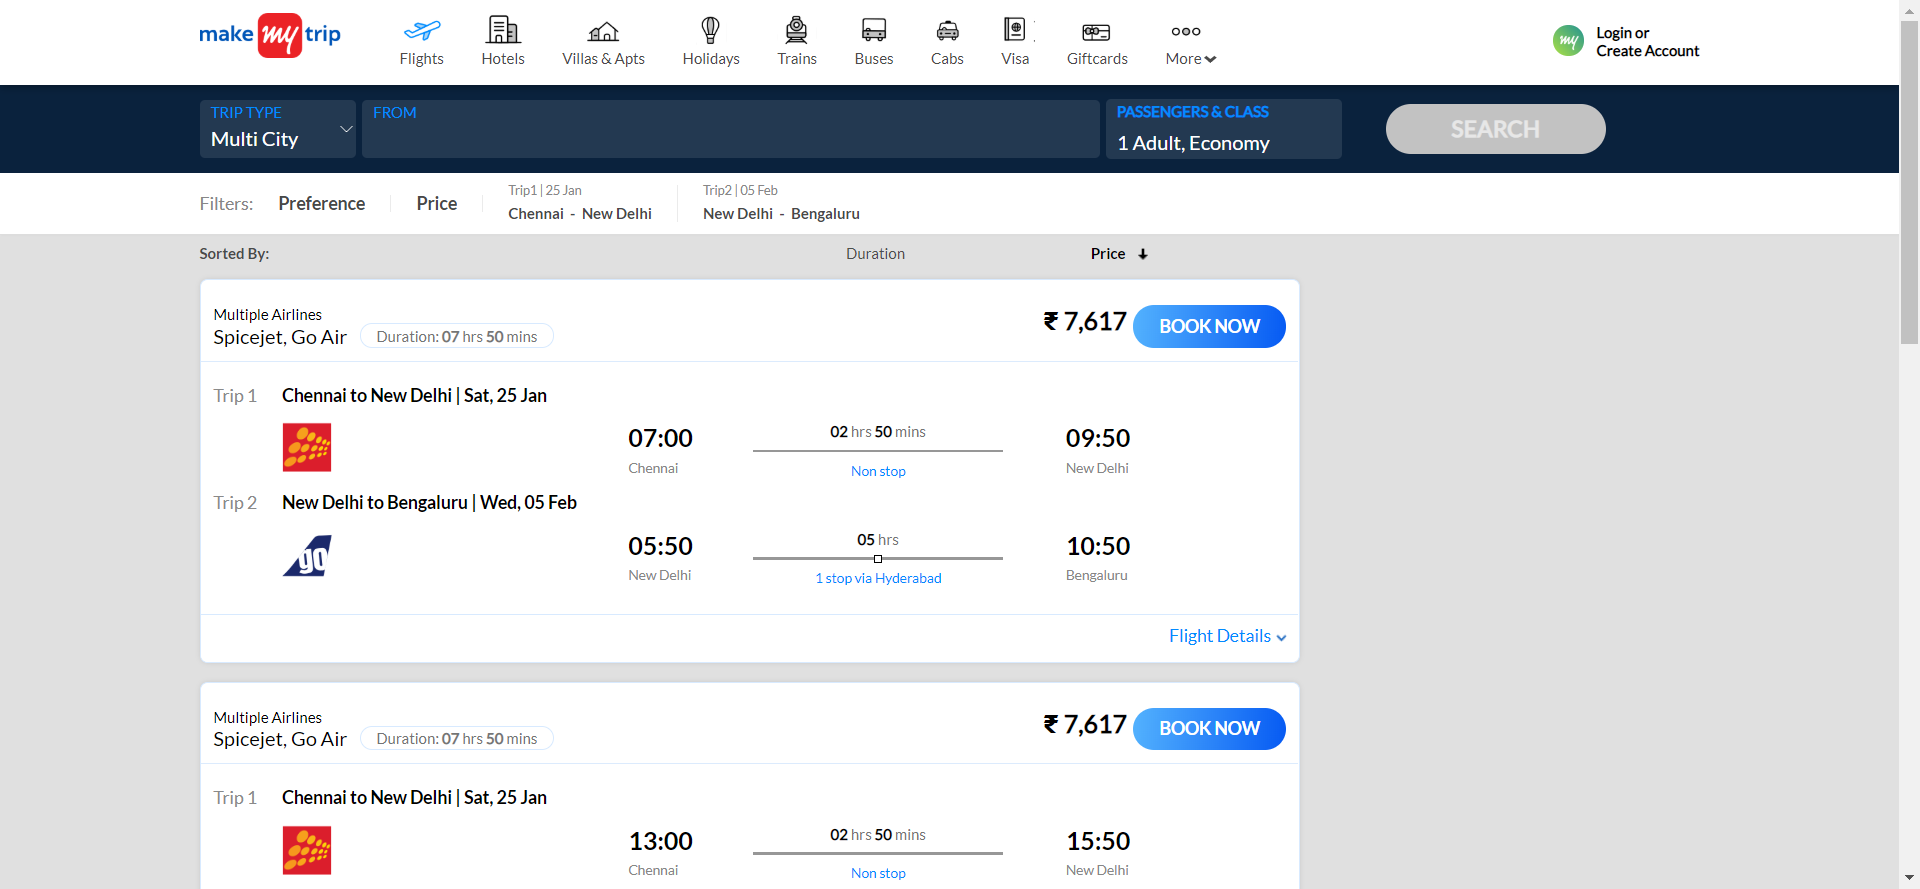 make my trip
Flights
Hotels
Villas & Apts
Holidays
Trains
Buses
Cabs
Visa
Giftcards
More
my
Login or
Create Account
TRIP TYPE
Multi City
FROM
PASSENGERS & CLASS
1 Adult, Economy
SEARCH
Filters:
Preference
Price
Trip1 | 25 Jan
Chennai - New Delhi
Trip2 | 05 Feb
New Delhi - Bengaluru
Sorted By:
Duration
Price
Multiple Airlines
Spicejet, Go Air
Duration: 07 hrs 50 mins
₹ 7,617
BOOK NOW
Trip 1
Chennai to New Delhi | Sat, 25 Jan
07:00
Chennai
02 hrs 50 mins
Non stop
09:50
New Delhi
Trip 2
New Delhi to Bengaluru | Wed, 05 Feb
go
05:50
New Delhi
05 hrs
1 stop via Hyderabad
10:50
Bengaluru
Flight Details
Multiple Airlines
Spicejet, Go Air
Duration: 07 hrs 50 mins
₹ 7,617
BOOK NOW
Trip 1
Chennai to New Delhi | Sat, 25 Jan
13:00
Chennai
02 hrs 50 mins
Non stop
15:50
New Delhi